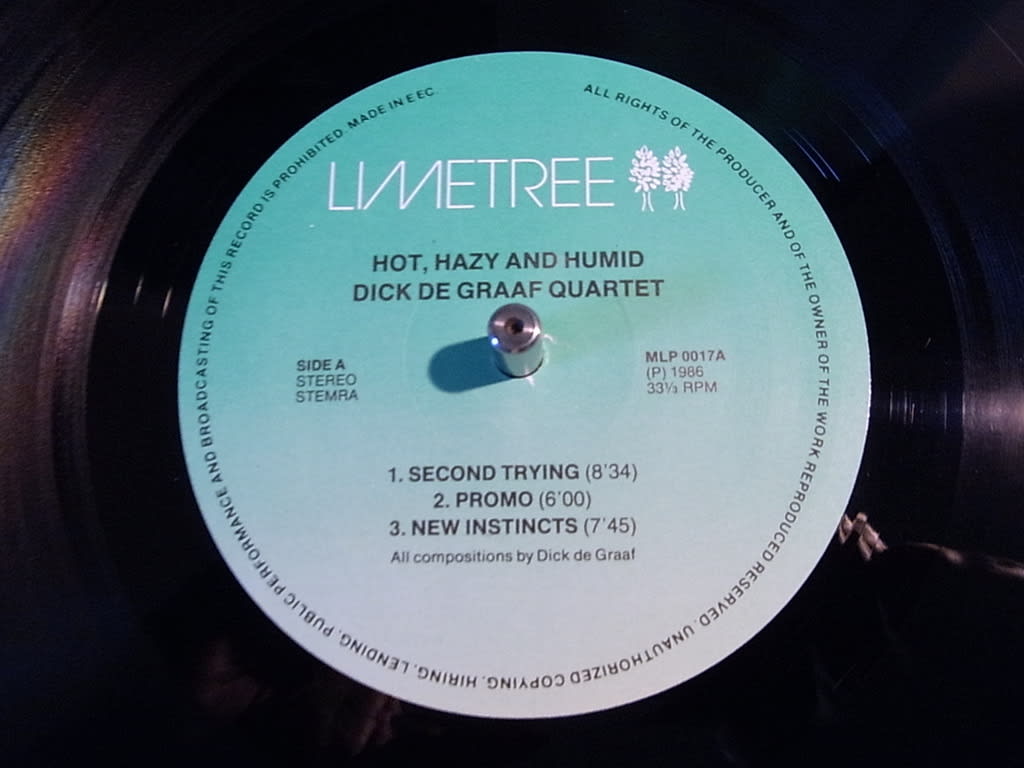 LIMETREE
HOT, HAZY AND HUMID
DICK DE GRAAF QUARTET
SIDE A
STEREO
STEMRA
MLP 0017A
(P) 1986
33⅓ RPM
1. SECOND TRYING (8'34)
2. PROMO (6'00)
3. NEW INSTINCTS (7'45)
All compositions by Dick de Graaf
ALL RIGHTS OF THE PRODUCER AND OF THE OWNER OF THE WORK REPRODUCED RESERVED. UNAUTHORIZED COPYING. HIRING. LENDING. PUBLIC PERFORMANCE AND BROADCASTING OF THIS RECORD IS PROHIBITED. MADE IN EEC.